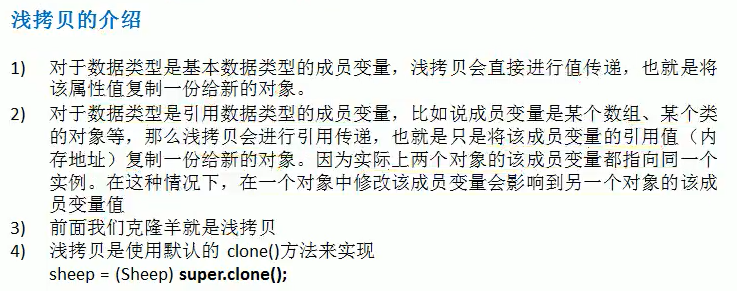 浅拷贝的介绍
1) 对于数据类型是基本数据类型的成员变量，浅拷贝会直接进行值传递，也就是将
该属性值复制一份给新的对象。
2) 对于数据类型是引用数据类型的成员变量，比如说成员变量是某个数组、某个类
的对象等，那么浅拷贝会进行引用传递，也就是只是将该成员变量的引用值（内
存地址）复制一份给新的对象。因为实际上两个对象的该成员变量都指向同一个
实例。在这种情况下，在一个对象中修改该成员变量会影响到另一个对象的该成
员变量值
3) 前面我们克隆羊就是浅拷贝
4) 浅拷贝是使用默认的 clone()方法来实现
sheep = (Sheep) super.clone();